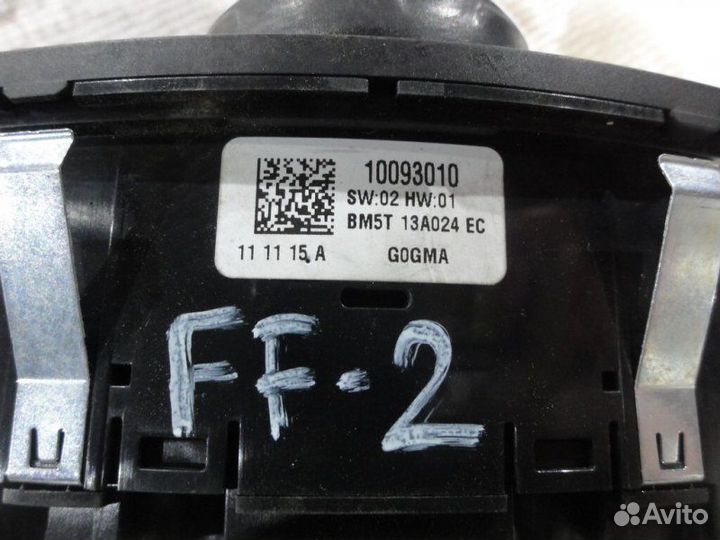 10093010
SW:02 HW:01
BM5T 13A024 EC
11 11 15 A G0GMA
FF-2
Avito